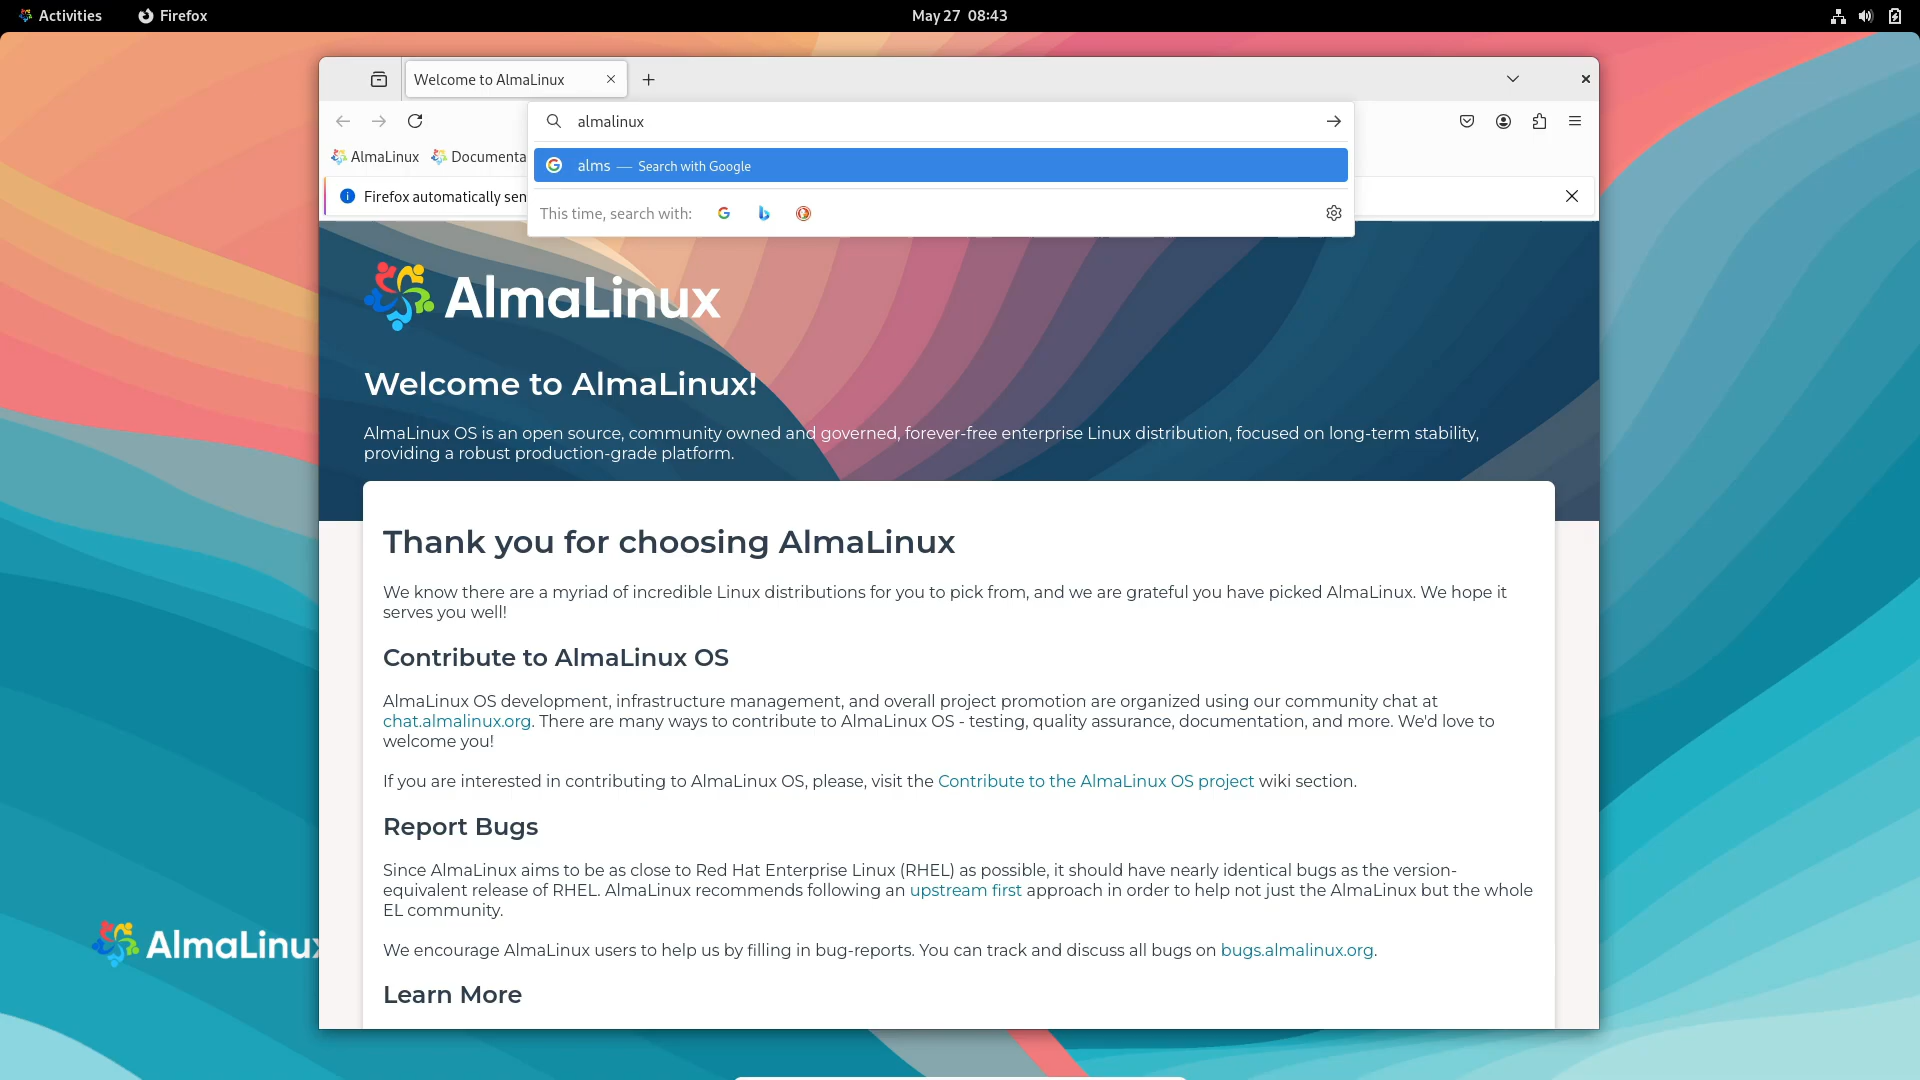 Activities
Firefox
May 27 08:43
Welcome to AlmaLinux
almalinux
alms — Search with Google
This time, search with:
AlmaLinux
Documenta
Firefox automatically sen
AlmaLinux
Welcome to AlmaLinux!
AlmaLinux OS is an open source, community owned and governed, forever-free enterprise Linux distribution, focused on long-term stability,
providing a robust production-grade platform.
Thank you for choosing AlmaLinux
We know there are a myriad of incredible Linux distributions for you to pick from, and we are grateful you have picked AlmaLinux. We hope it
serves you well!
Contribute to AlmaLinux OS
AlmaLinux OS development, infrastructure management, and overall project promotion are organized using our community chat at
chat.almalinux.org. There are many ways to contribute to AlmaLinux OS - testing, quality assurance, documentation, and more. We'd love to
welcome you!
If you are interested in contributing to AlmaLinux OS, please, visit the Contribute to the AlmaLinux OS project wiki section.
Report Bugs
Since AlmaLinux aims to be as close to Red Hat Enterprise Linux (RHEL) as possible, it should have nearly identical bugs as the version-
equivalent release of RHEL. AlmaLinux recommends following an upstream first approach in order to help not just the AlmaLinux but the whole
EL community.
We encourage AlmaLinux users to help us by filling in bug-reports. You can track and discuss all bugs on bugs.almalinux.org.
Learn More
AlmaLinux